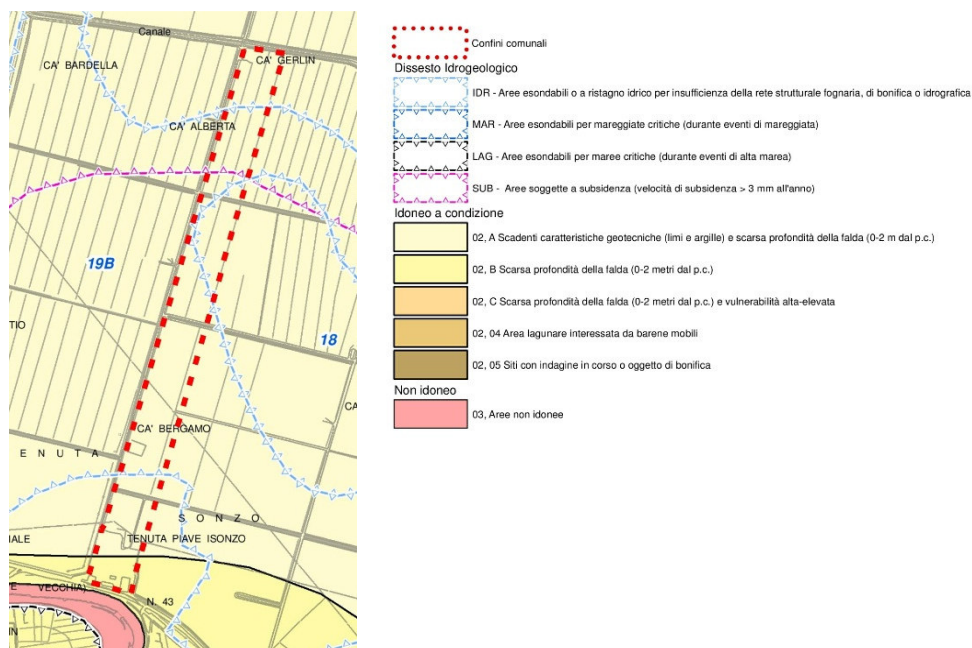 Canale
CA' BARDELLA
CA' GERLIN
CA' ALBERTA
19B
TIO
18
CA
CA' BERGAMO
E N U T A
S O N Z O
IALE
TENUTA PIAVE ISONZO
E VECCHIA)
N. 43
IN
Confini comunali
Dissesto Idrogeologico
IDR - Aree esondabili o a ristagno idrico per insufficienza della rete strutturale fognaria, di bonifica o idrografica
MAR - Aree esondabili per mareggiate critiche (durante eventi di mareggiata)
LAG - Aree esondabili per maree critiche (durante eventi di alta marea)
SUB - Aree soggette a subsidenza (velocità di subsidenza > 3 mm all'anno)
Idoneo a condizione
02, A Scadenti caratteristiche geotecniche (limi e argille) e scarsa profondità della falda (0-2 m dal p.c.)
02, B Scarsa profondità della falda (0-2 metri dal p.c.)
02, C Scarsa profondità della falda (0-2 metri dal p.c.) e vulnerabilità alta-elevata
02, 04 Area lagunare interessata da barene mobili
02, 05 Siti con indagine in corso o oggetto di bonifica
Non idoneo
03, Aree non idonee